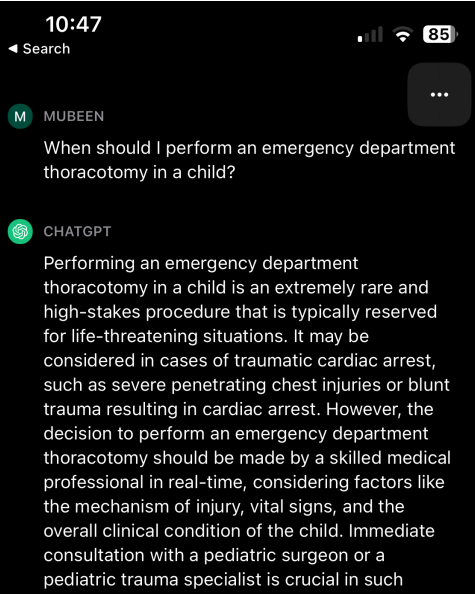 10:47
85
◀ Search
...
M MUBEEN
When should I perform an emergency department
thoracotomy in a child?
CHATGPT
Performing an emergency department
thoracotomy in a child is an extremely rare and
high-stakes procedure that is typically reserved
for life-threatening situations. It may be
considered in cases of traumatic cardiac arrest,
such as severe penetrating chest injuries or blunt
trauma resulting in cardiac arrest. However, the
decision to perform an emergency department
thoracotomy should be made by a skilled medical
professional in real-time, considering factors like
the mechanism of injury, vital signs, and the
overall clinical condition of the child. Immediate
consultation with a pediatric surgeon or a
pediatric trauma specialist is crucial in such